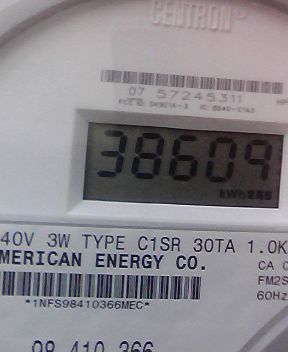 CENTRON
07 57245311
38609
kWh
40V 3W TYPE C1SR 30TA 1.0K
MERICAN ENERGY CO.
CA 0
FM2S
60Hz
*1NFS98410366MEC*
98 410 366